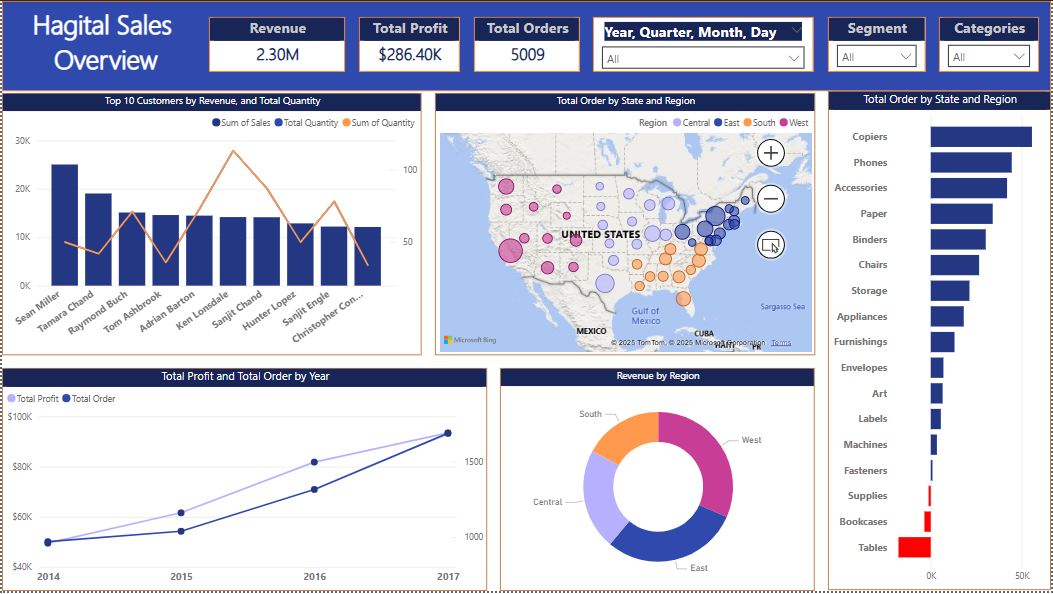 Hagital Sales
Overview
Revenue
2.30M
Total Profit
$286.40K
Total Orders
5009
Year, Quarter, Month, Day
All
Segment
All
Categories
All
Top 10 Customers by Revenue, and Total Quantity
Sum of Sales Total Quantity Sum of Quantity
30K
20K
10K
0K
100
50
Sean Miller
Tamara Chand
Raymond Buch
Tom Ashbrook
Adrian Barton
Ken Lonsdale
Sanjit Chand
Hunter Lopez
Sanjit Engle
Christopher Con...
Total Order by State and Region
Region Central East South West
UNITED STATES
MEXICO
Gulf of
Mexico
CUBA
HAITI
PR
Sargasso Sea
Microsoft Bing
© 2025 TomTom, © 2025 Microsoft Corporation Terms
Total Order by State and Region
Copiers
Phones
Accessories
Paper
Binders
Chairs
Storage
Appliances
Furnishings
Envelopes
Art
Labels
Machines
Fasteners
Supplies
Bookcases
Tables
0K 50K
Total Profit and Total Order by Year
Total Profit Total Order
$100K
$80K
$60K
$40K
1500
1000
2014 2015 2016 2017
Revenue by Region
South
West
Central
East